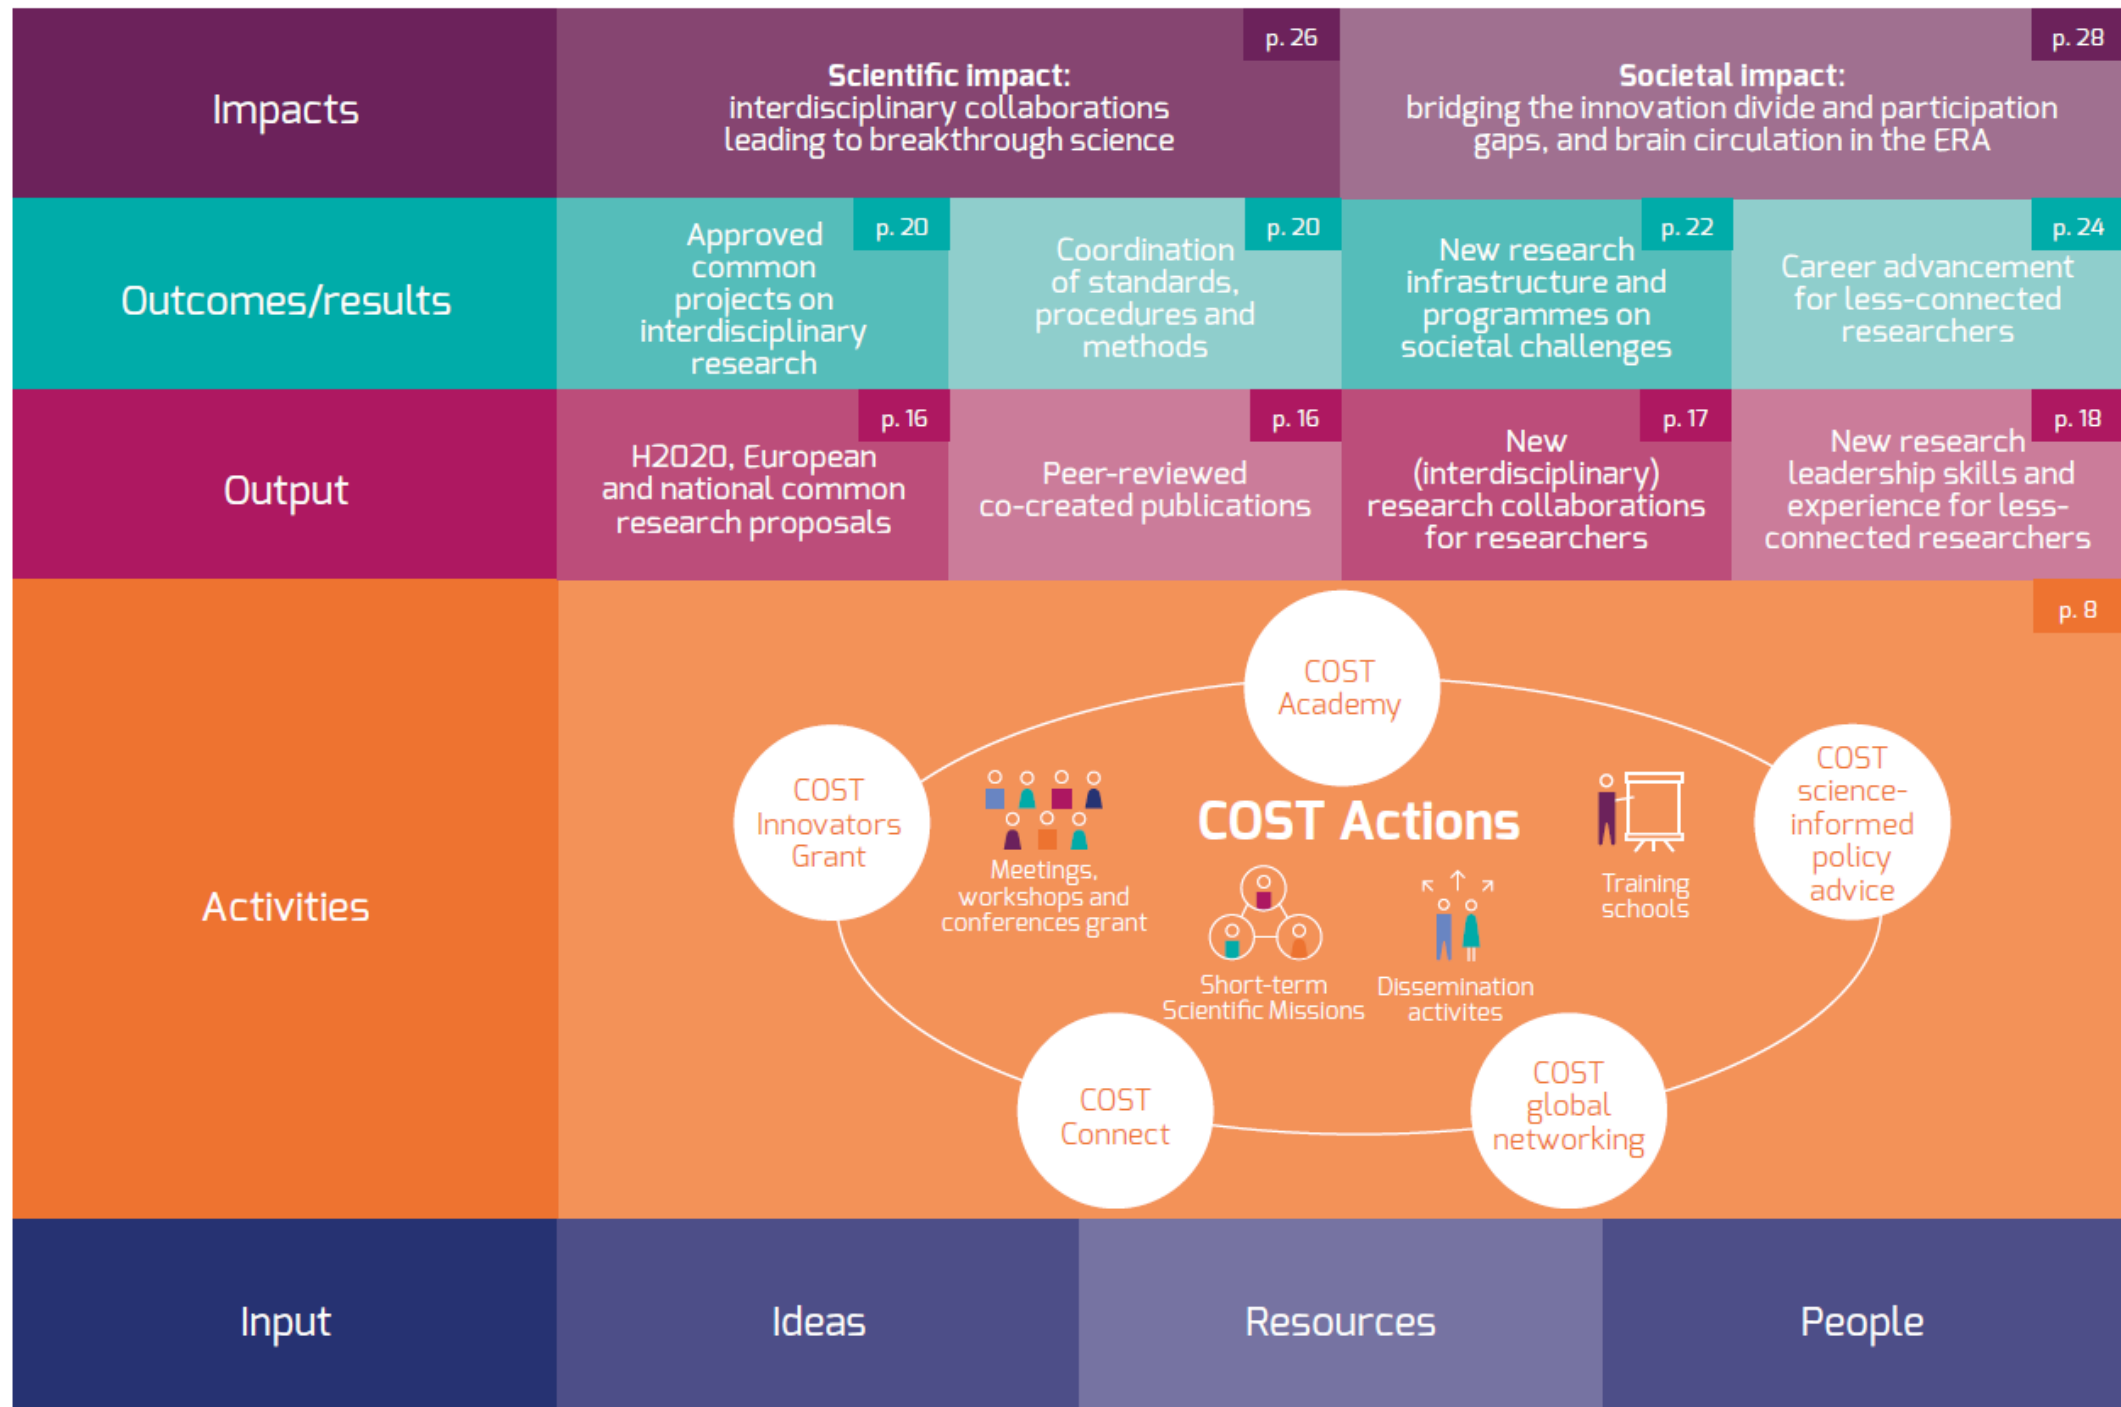 Impacts
p. 26
Scientific impact:
interdisciplinary collaborations
leading to breakthrough science
p. 28
Societal impact:
bridging the innovation divide and participation
gaps, and brain circulation in the ERA
Outcomes/results
p. 20
Approved
common
projects on
interdisciplinary
research
p. 20
Coordination
of standards,
procedures and
methods
p. 22
New research
infrastructure and
programmes on
societal challenges
p. 24
Career advancement
for less-connected
researchers
Output
p. 16
H2020, European
and national common
research proposals
p. 16
Peer-reviewed
co-created publications
p. 17
New
(interdisciplinary)
research collaborations
for researchers
p. 18
New research
leadership skills and
experience for less-
connected researchers
Activities
p. 8
COST
Academy
COST
Innovators
Grant
COST
science-
informed
policy
advice
COST Actions
Meetings,
workshops and
conferences grant
Training
schools
Short-term
Scientific Missions
Dissemination
activites
COST
Connect
COST
global
networking
Input
Ideas
Resources
People